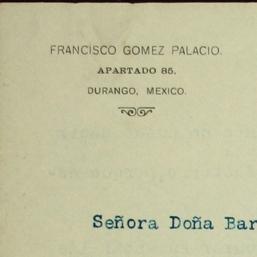 FRANCISCO GOMEZ PALACIO.
APARTADO 85.
DURANGO, MEXICO.
Señora Doña Bar